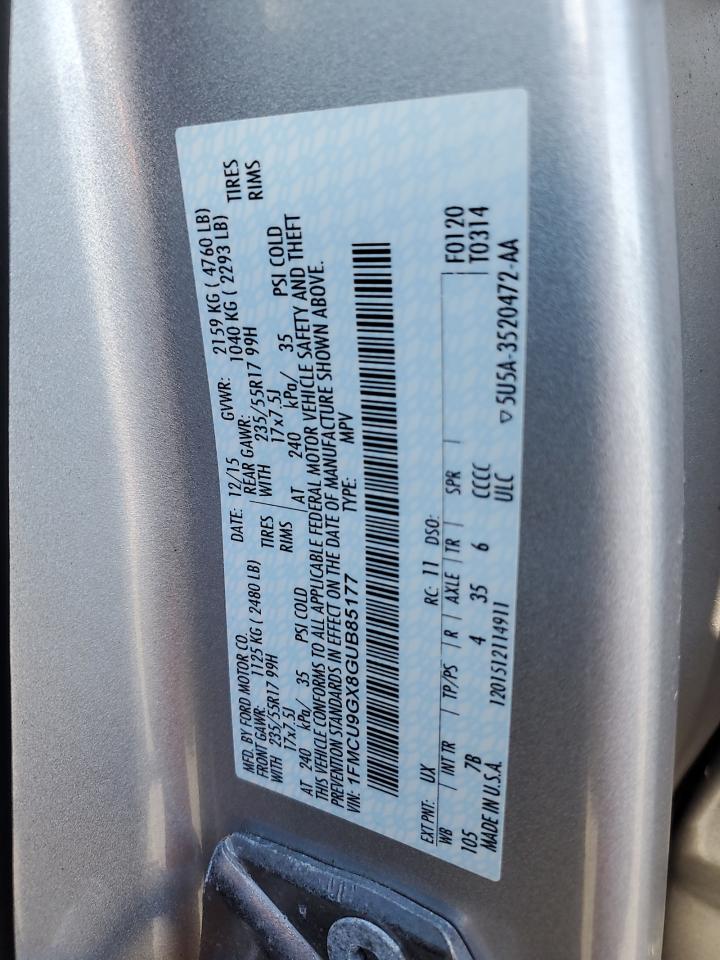 MFD. BY FORD MOTOR CO. DATE: 12/15 GVWR: 2159 KG ( 4760 LB)
FRONT GAWR: 1125 KG ( 2480 LB) REAR GAWR: 1040 KG ( 2293 LB)
WITH 235/55R17 99H TIRES WITH 235/55R17 99H TIRES
17x7.5J RIMS 17x7.5J RIMS
AT 240 kPa/ 35 PSI COLD AT 240 kPa/ 35 PSI COLD
THIS VEHICLE CONFORMS TO ALL APPLICABLE FEDERAL MOTOR VEHICLE SAFETY AND THEFT
PREVENTION STANDARDS IN EFFECT ON THE DATE OF MANUFACTURE SHOWN ABOVE.
VIN: 1FMCU9GX8GUB85177 TYPE: MPV
EXT PNT: UX RC: 11 DSO: F0120
WB INT TR TP/PS R AXLE TR SPR T0314
105 7B 4 35 6 CCCC
MADE IN U.S.A. 1201512114911 ULC ▽ 5U5A-3520472-AA